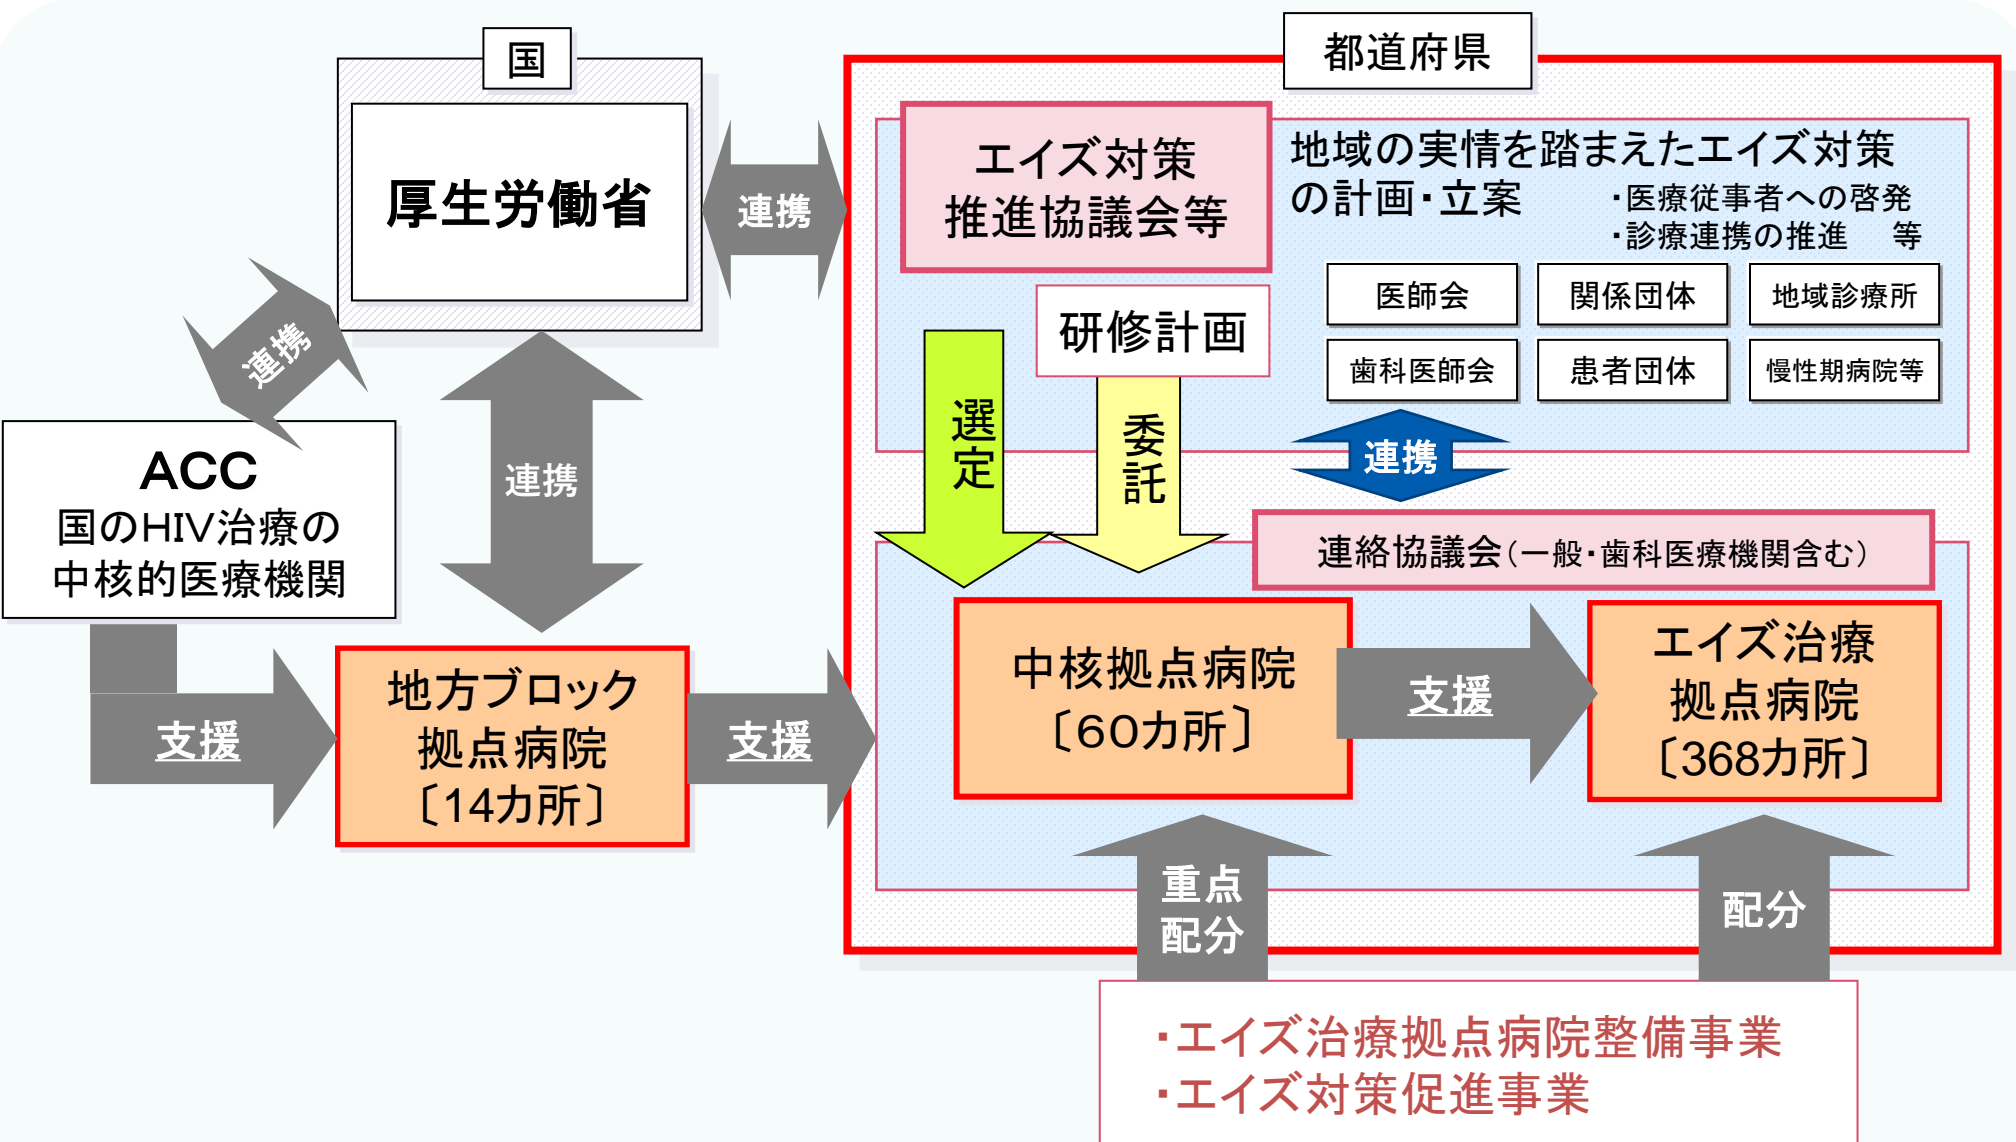 国
厚生労働省
連携
連携
連携
ACC
国のHIV治療の
中核的医療機関
支援
地方ブロック
拠点病院
〔14カ所〕
支援
都道府県
エイズ対策
推進協議会等
地域の実情を踏まえたエイズ対策
の計画・立案
・医療従事者への啓発
・診療連携の推進　等
医師会
関係団体
地域診療所
歯科医師会
患者団体
慢性期病院等
研修計画
選定
委託
連携
連絡協議会（一般・歯科医療機関含む）
中核拠点病院
〔60カ所〕
支援
エイズ治療
拠点病院
〔368カ所〕
重点
配分
配分
・エイズ治療拠点病院整備事業
・エイズ対策促進事業